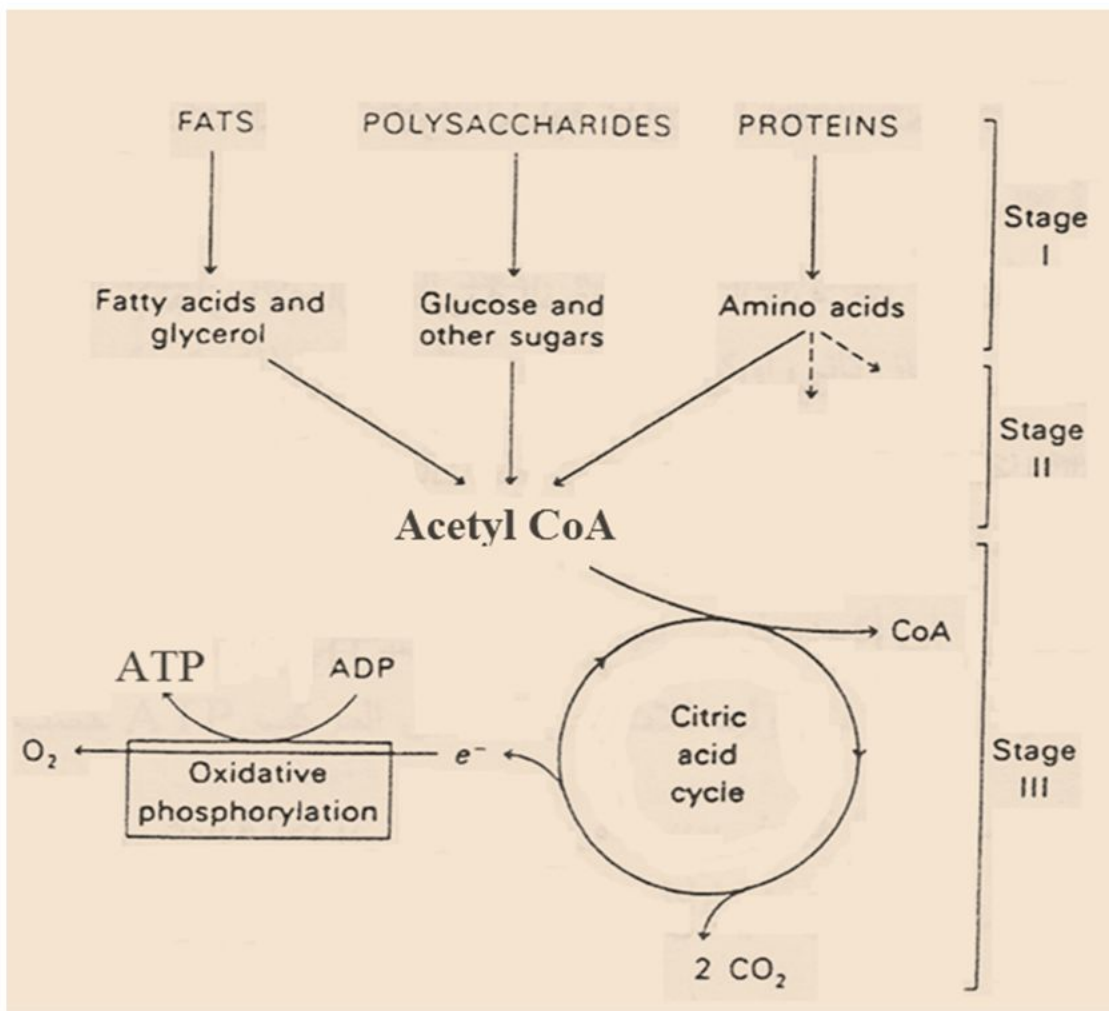 FATS
POLYSACCHARIDES
PROTEINS
Stage
I
Fatty acids and
glycerol
Glucose and
other sugars
Amino acids
Stage
II
Acetyl CoA
CoA
ATP
ADP
Citric
acid
cycle
O₂
e⁻
Oxidative
phosphorylation
Stage
III
2 CO₂